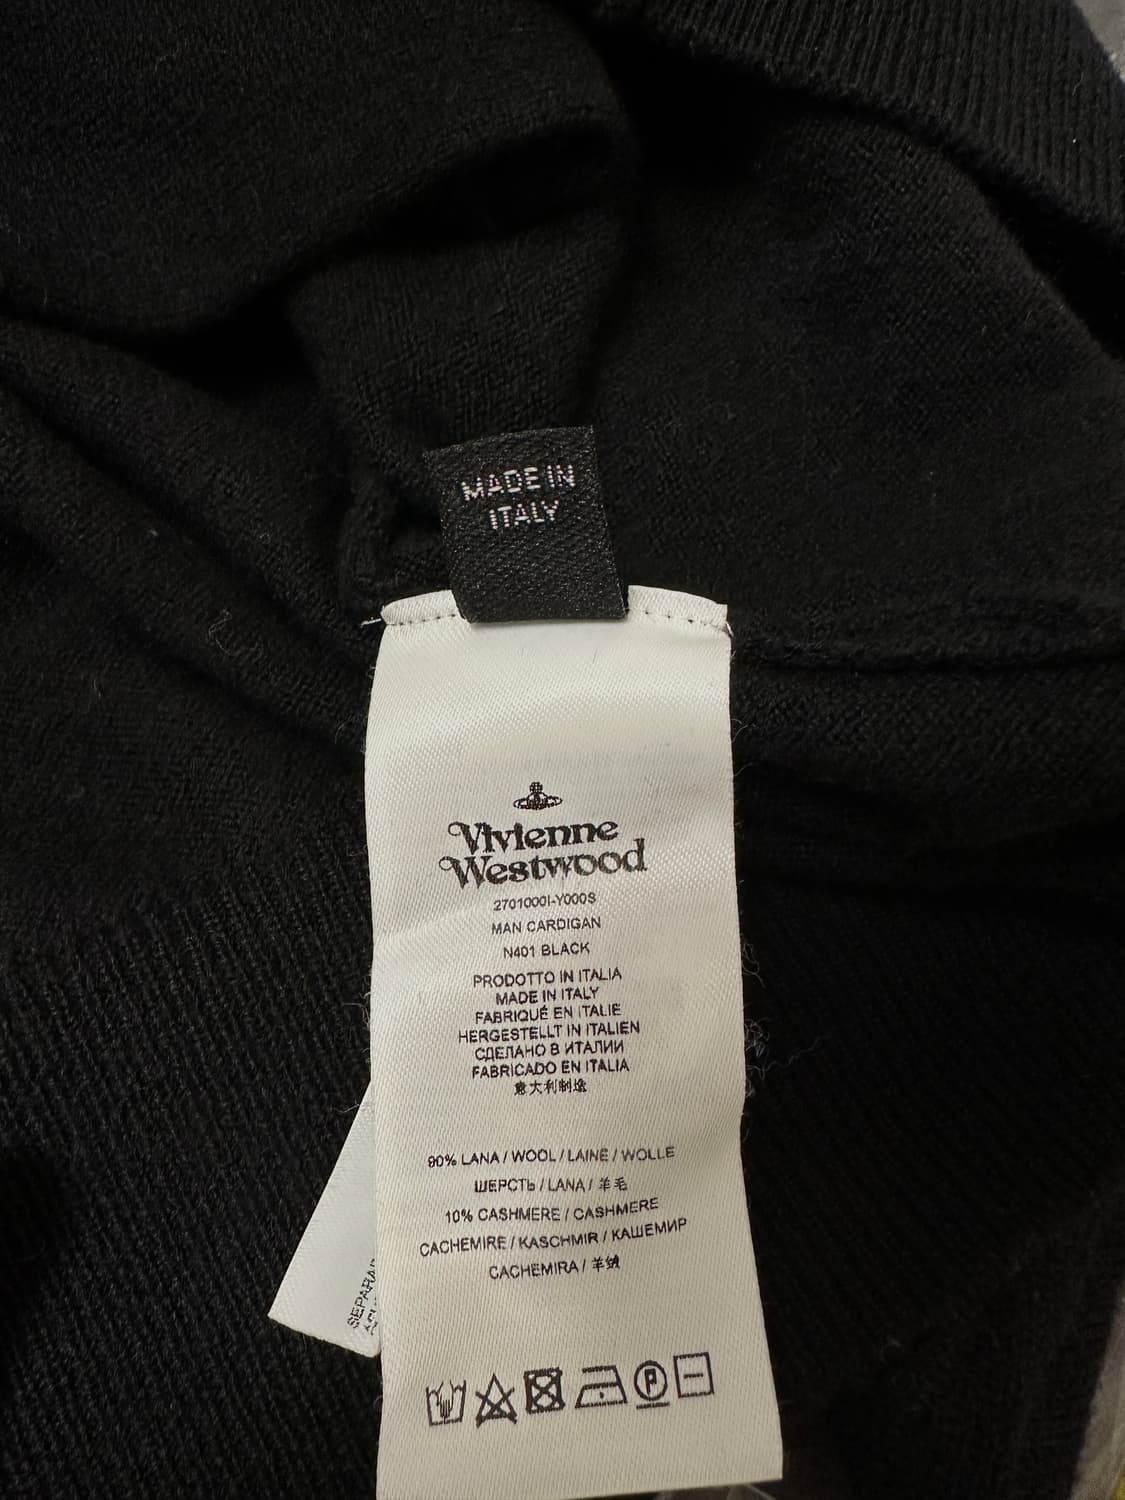 MADE IN
ITALY
Vivienne
Westwood
2701000I-Y000S
MAN CARDIGAN
N401 BLACK
PRODOTTO IN ITALIA
MADE IN ITALY
FABRIQUÉ EN ITALIE
HERGESTELLT IN ITALIEN
СДЕЛАНО В ИТАЛИИ
FABRICADO EN ITALIA
意大利制造
90% LANA / WOOL / LAINE / WOLLE
ШЕРСТЬ / LANA / 羊毛
10% CASHMERE / CASHMERE
CACHEMIRE / KASCHMIR / КАШЕМИР
CACHEMIRA / 羊绒
P
SEPARA